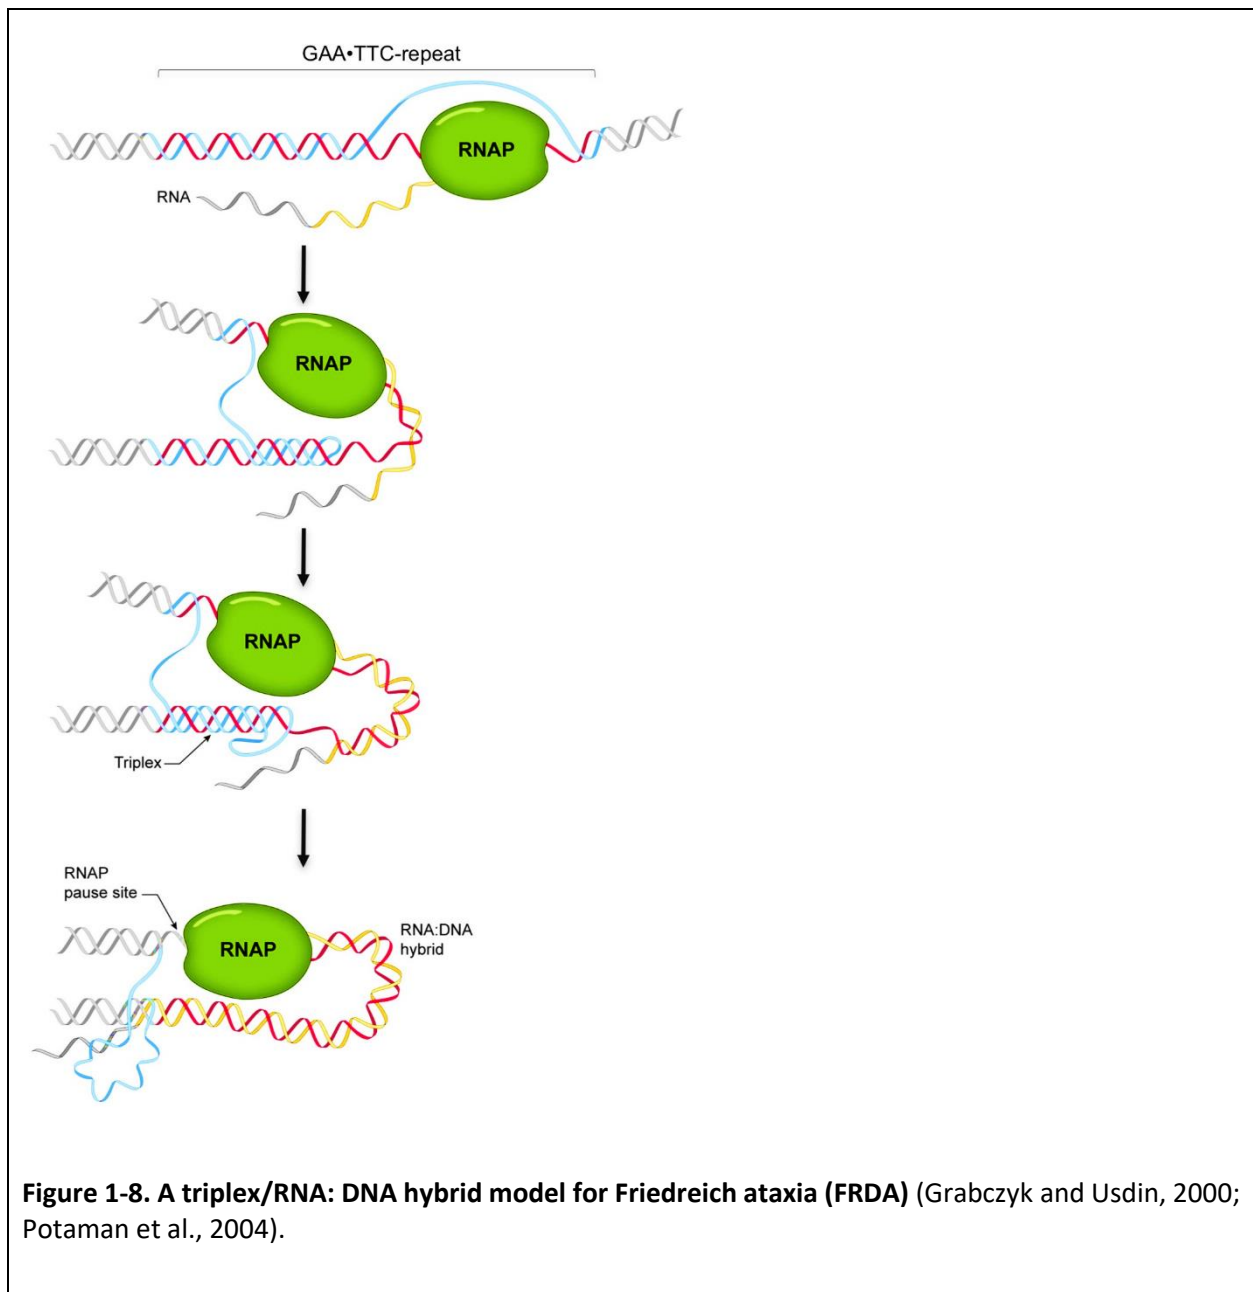 GAA•TTC-repeat
RNAP
RNA
RNAP
RNAP
Triplex
RNAP
pause site
RNAP
RNA:DNA
hybrid
Figure 1-8. A triplex/RNA: DNA hybrid model for Friedreich ataxia (FRDA) (Grabczyk and Usdin, 2000;
Potaman et al., 2004).